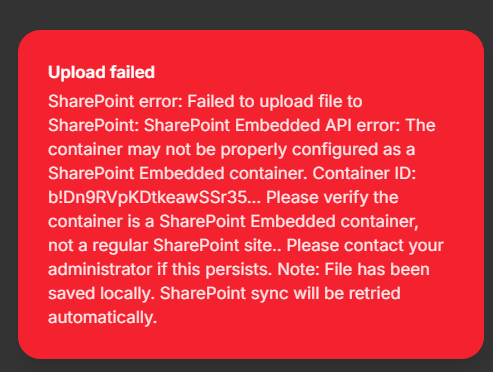 Upload failed
SharePoint error: Failed to upload file to
SharePoint: SharePoint Embedded API error: The
container may not be properly configured as a
SharePoint Embedded container. Container ID:
b!Dn9RVpKDtkeawSSr35... Please verify the
container is a SharePoint Embedded container,
not a regular SharePoint site.. Please contact your
administrator if this persists. Note: File has been
saved locally. SharePoint sync will be retried
automatically.